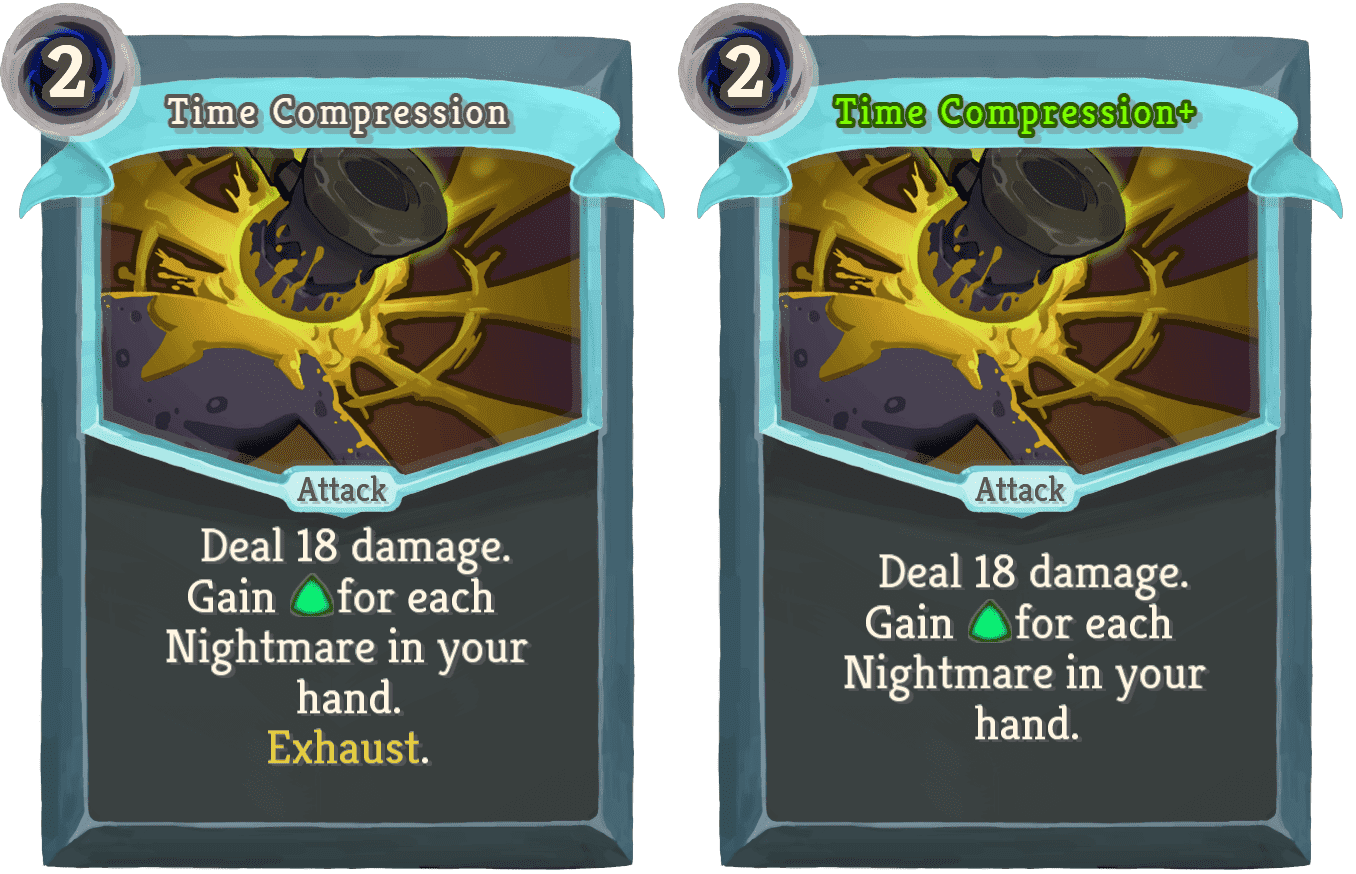 2
Time Compression
Attack
Deal 18 damage.
Gain for each
Nightmare in your
hand.
Exhaust.
2
Time Compression+
Attack
Deal 18 damage.
Gain for each
Nightmare in your
hand.